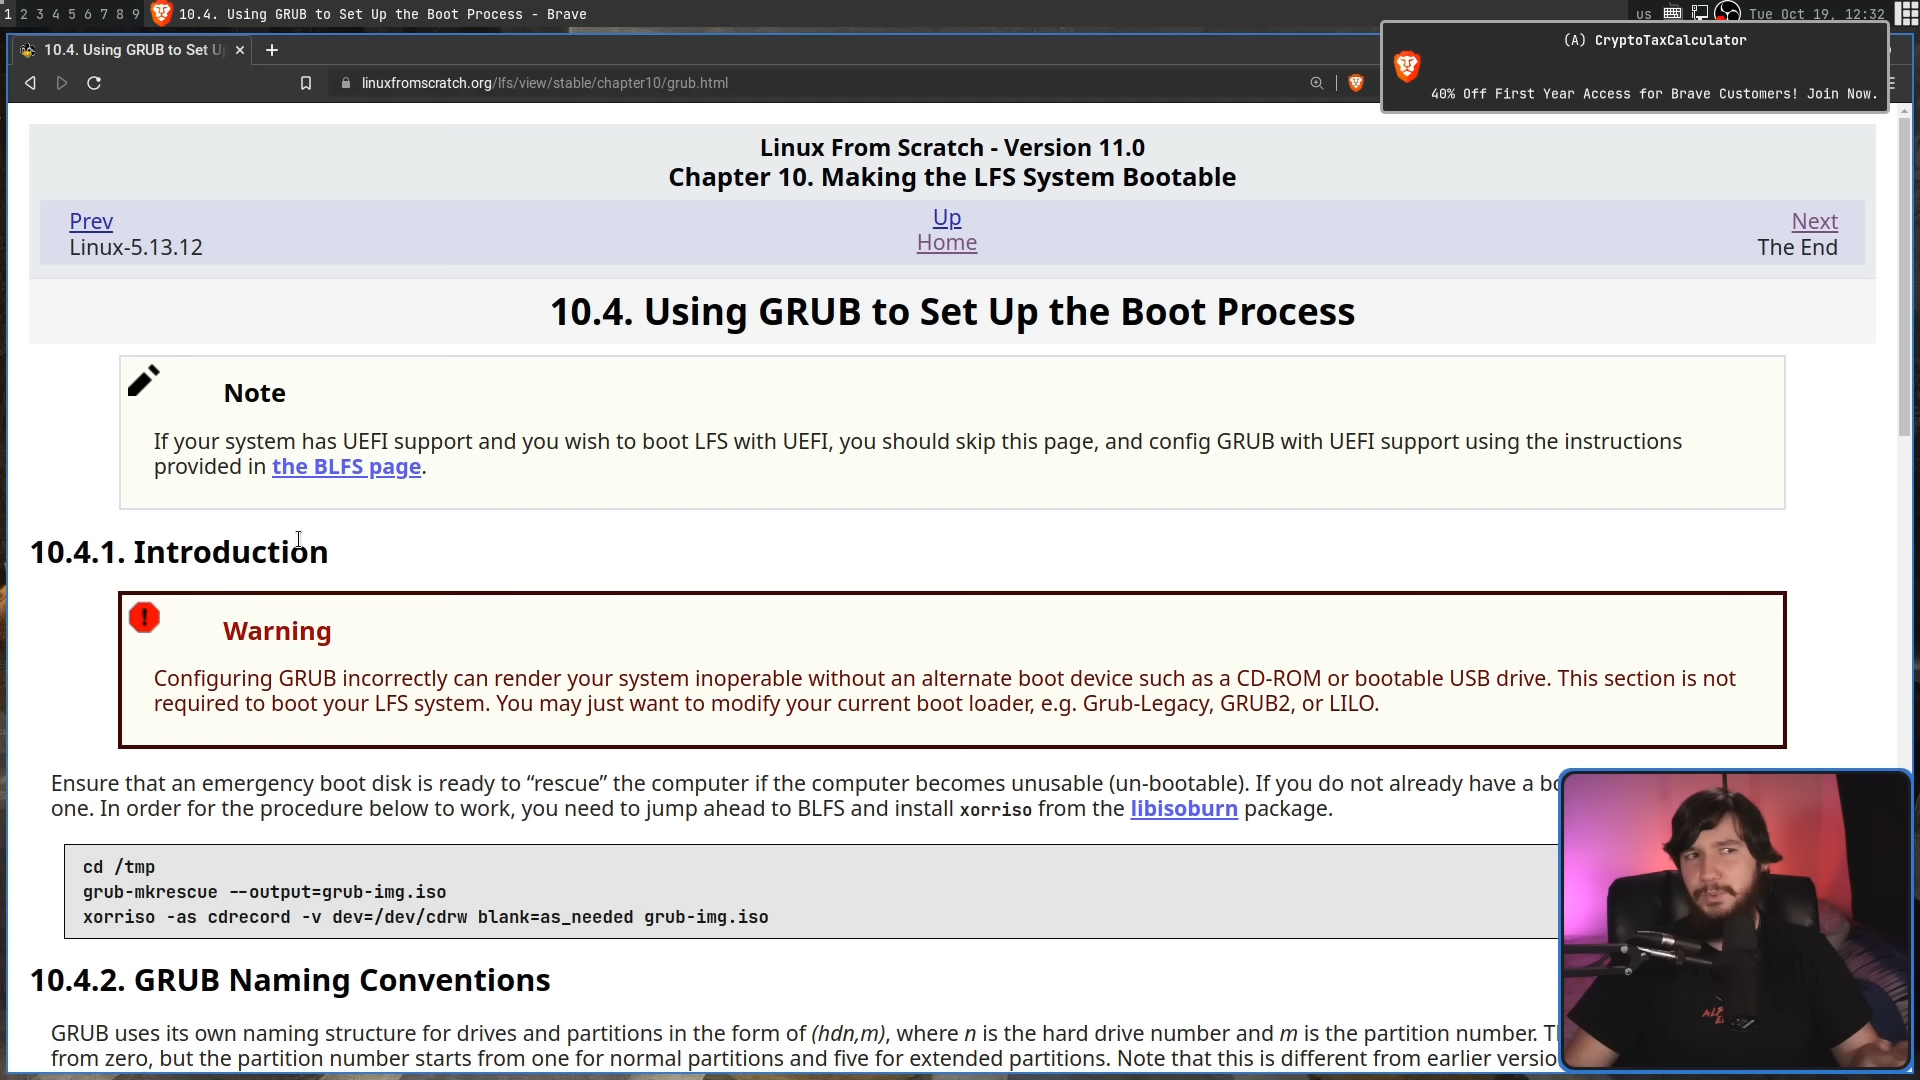 1 2 3 4 5 6 7 8 9 10.4. Using GRUB to Set Up the Boot Process - Brave us Tue Oct 19, 12:32
10.4. Using GRUB to Set U
(A) CryptoTaxCalculator
40% Off First Year Access for Brave Customers! Join Now.
linuxfromscratch.org/lfs/view/stable/chapter10/grub.html
Linux From Scratch - Version 11.0
Chapter 10. Making the LFS System Bootable
Prev Up Next
Linux-5.13.12 Home The End
10.4. Using GRUB to Set Up the Boot Process
Note
If your system has UEFI support and you wish to boot LFS with UEFI, you should skip this page, and config GRUB with UEFI support using the instructions
provided in the BLFS page.
10.4.1. Introduction
Warning
Configuring GRUB incorrectly can render your system inoperable without an alternate boot device such as a CD-ROM or bootable USB drive. This section is not
required to boot your LFS system. You may just want to modify your current boot loader, e.g. Grub-Legacy, GRUB2, or LILO.
Ensure that an emergency boot disk is ready to “rescue” the computer if the computer becomes unusable (un-bootable). If you do not already have a
one. In order for the procedure below to work, you need to jump ahead to BLFS and install xorriso from the libisoburn package.
cd /tmp
grub-mkrescue --output=grub-img.iso
xorriso -as cdrecord -v dev=/dev/cdrw blank=as_needed grub-img.iso
10.4.2. GRUB Naming Conventions
GRUB uses its own naming structure for drives and partitions in the form of (hdn,m), where n is the hard drive number and m is the partition number.
from zero, but the partition number starts from one for normal partitions and five for extended partitions. Note that this is different from earlier